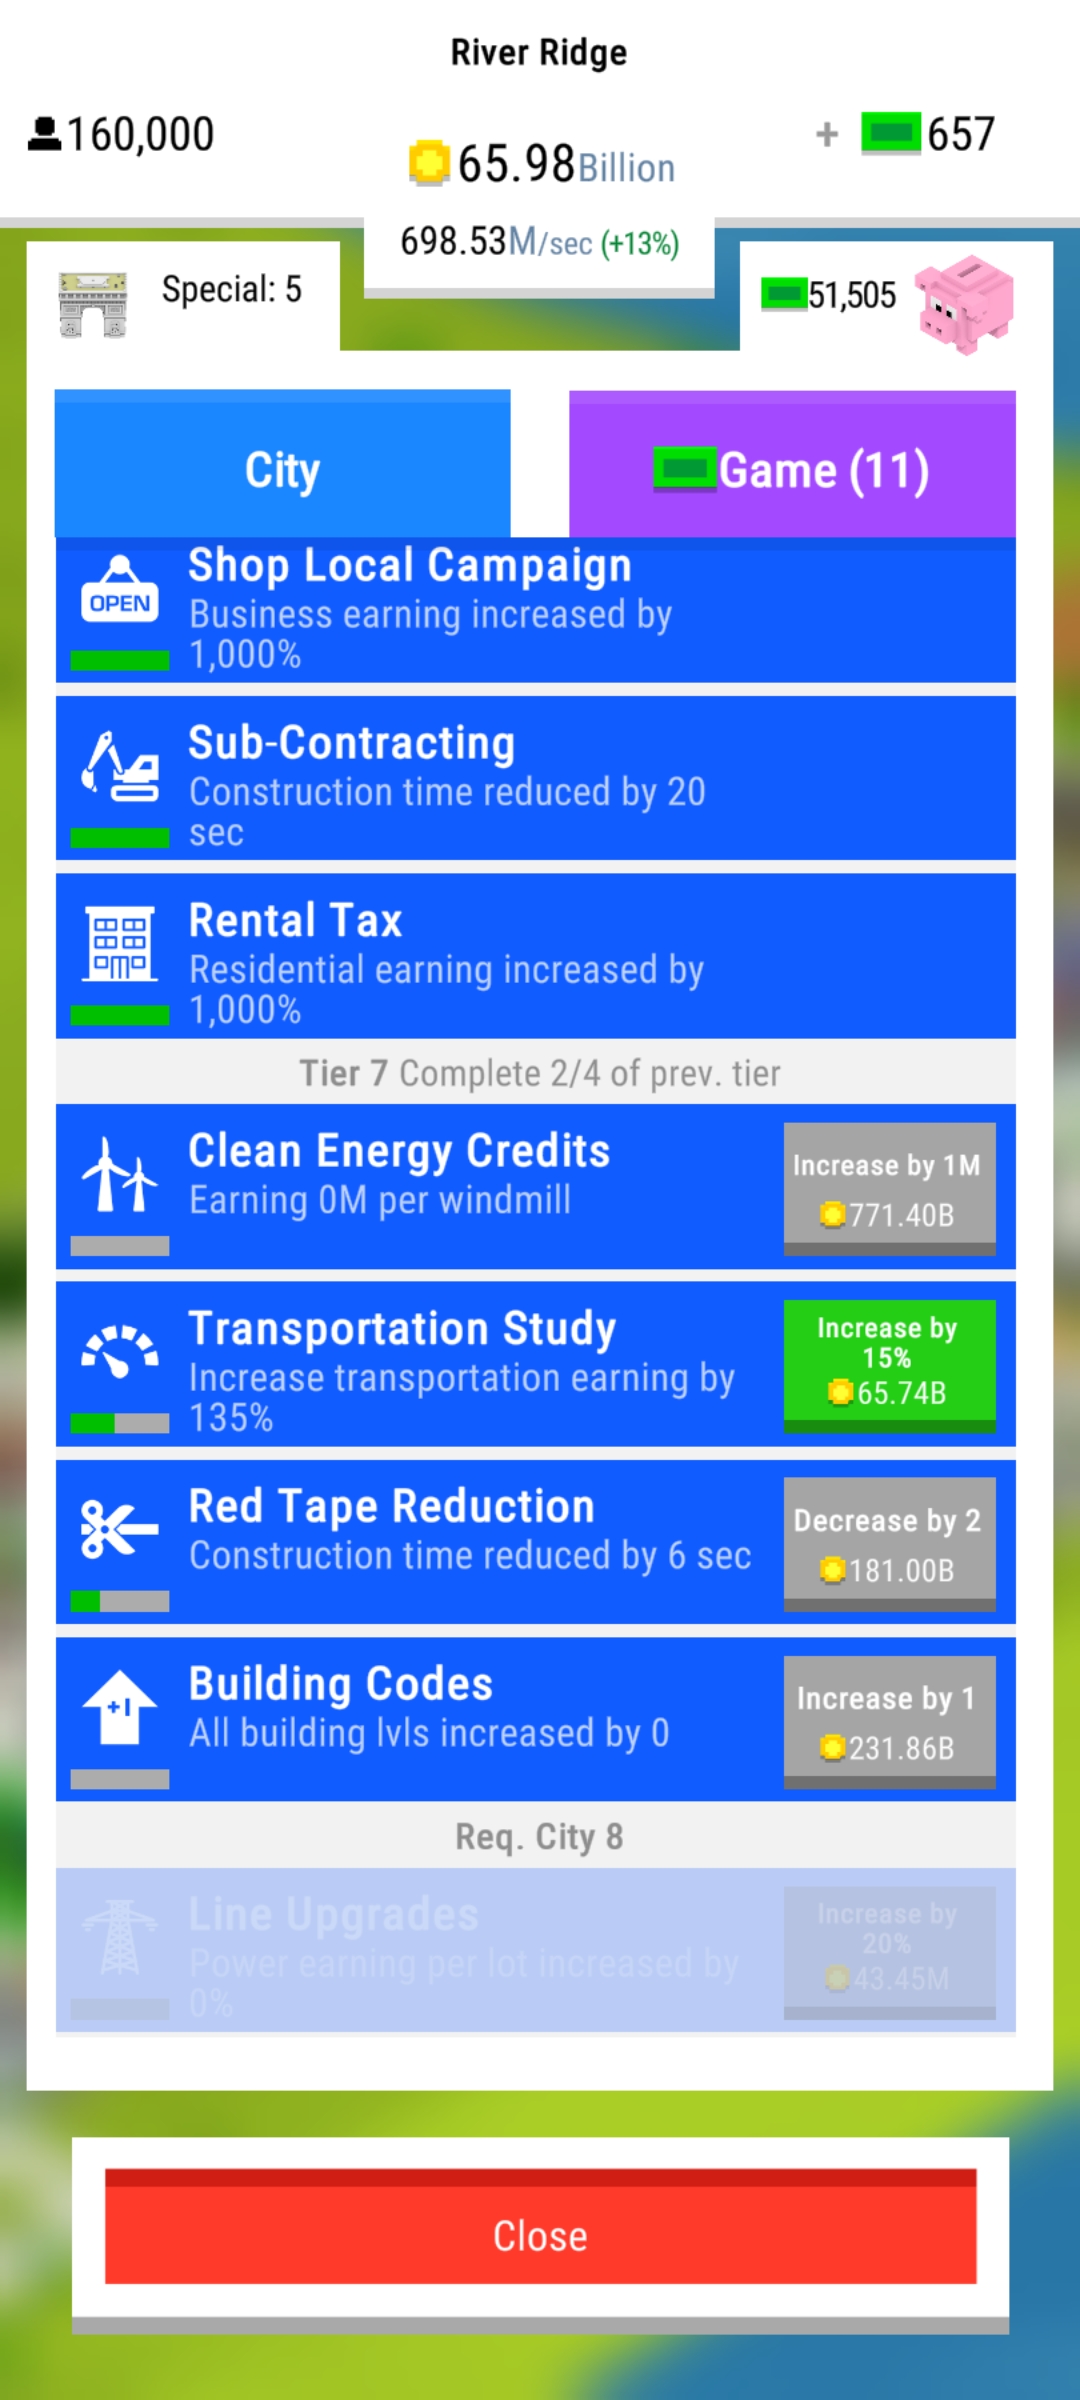 River Ridge
160,000
65.98Billion
+ 657
698.53M/sec (+13%)
Special: 5
51,505
City
Game (11)
OPEN
Shop Local Campaign
Business earning increased by
1,000%
Sub-Contracting
Construction time reduced by 20
sec
Rental Tax
Residential earning increased by
1,000%
Tier 7 Complete 2/4 of prev. tier
Clean Energy Credits
Earning 0M per windmill
Increase by 1M
771.40B
Transportation Study
Increase transportation earning by
135%
Increase by
15%
65.74B
Red Tape Reduction
Construction time reduced by 6 sec
Decrease by 2
181.00B
+1
Building Codes
All building lvls increased by 0
Increase by 1
231.86B
Req. City 8
Line Upgrades
Power earning per lot increased by
0%
Increase by
20%
43.45M
Close